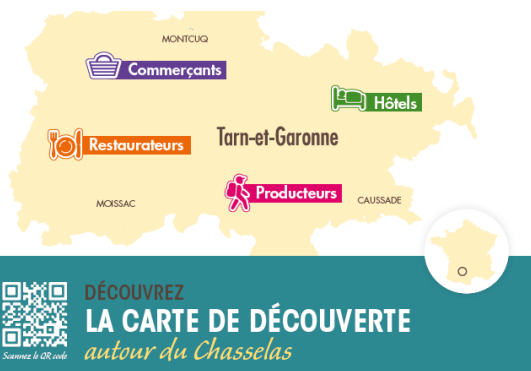 MONTCUQ
Commerçants
Hôtels
Restaurateurs
Tarn-et-Garonne
Producteurs
MOISSAC
CAUSSADE
DÉCOUVREZ
LA CARTE DE DÉCOUVERTE
autour du Chasselas
Scannez le QR code